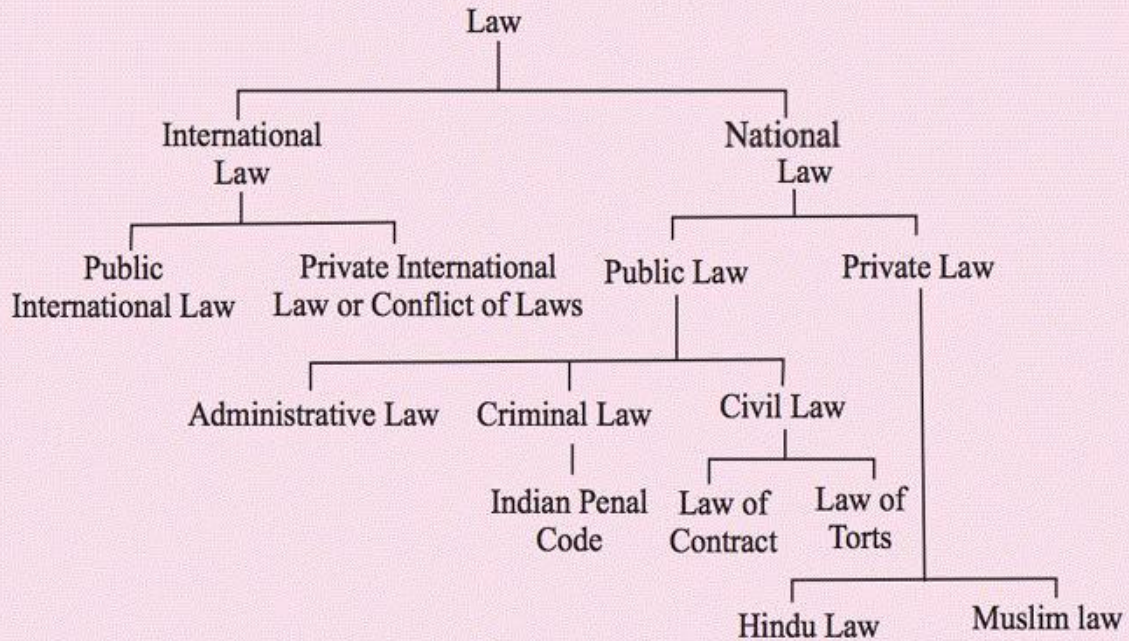 Law
International
Law
National
Law
Public
International Law
Private International
Law or Conflict of Laws
Public Law
Private Law
Administrative Law
Criminal Law
Civil Law
Indian Penal
Code
Law of
Contract
Law of
Torts
Hindu Law
Muslim law